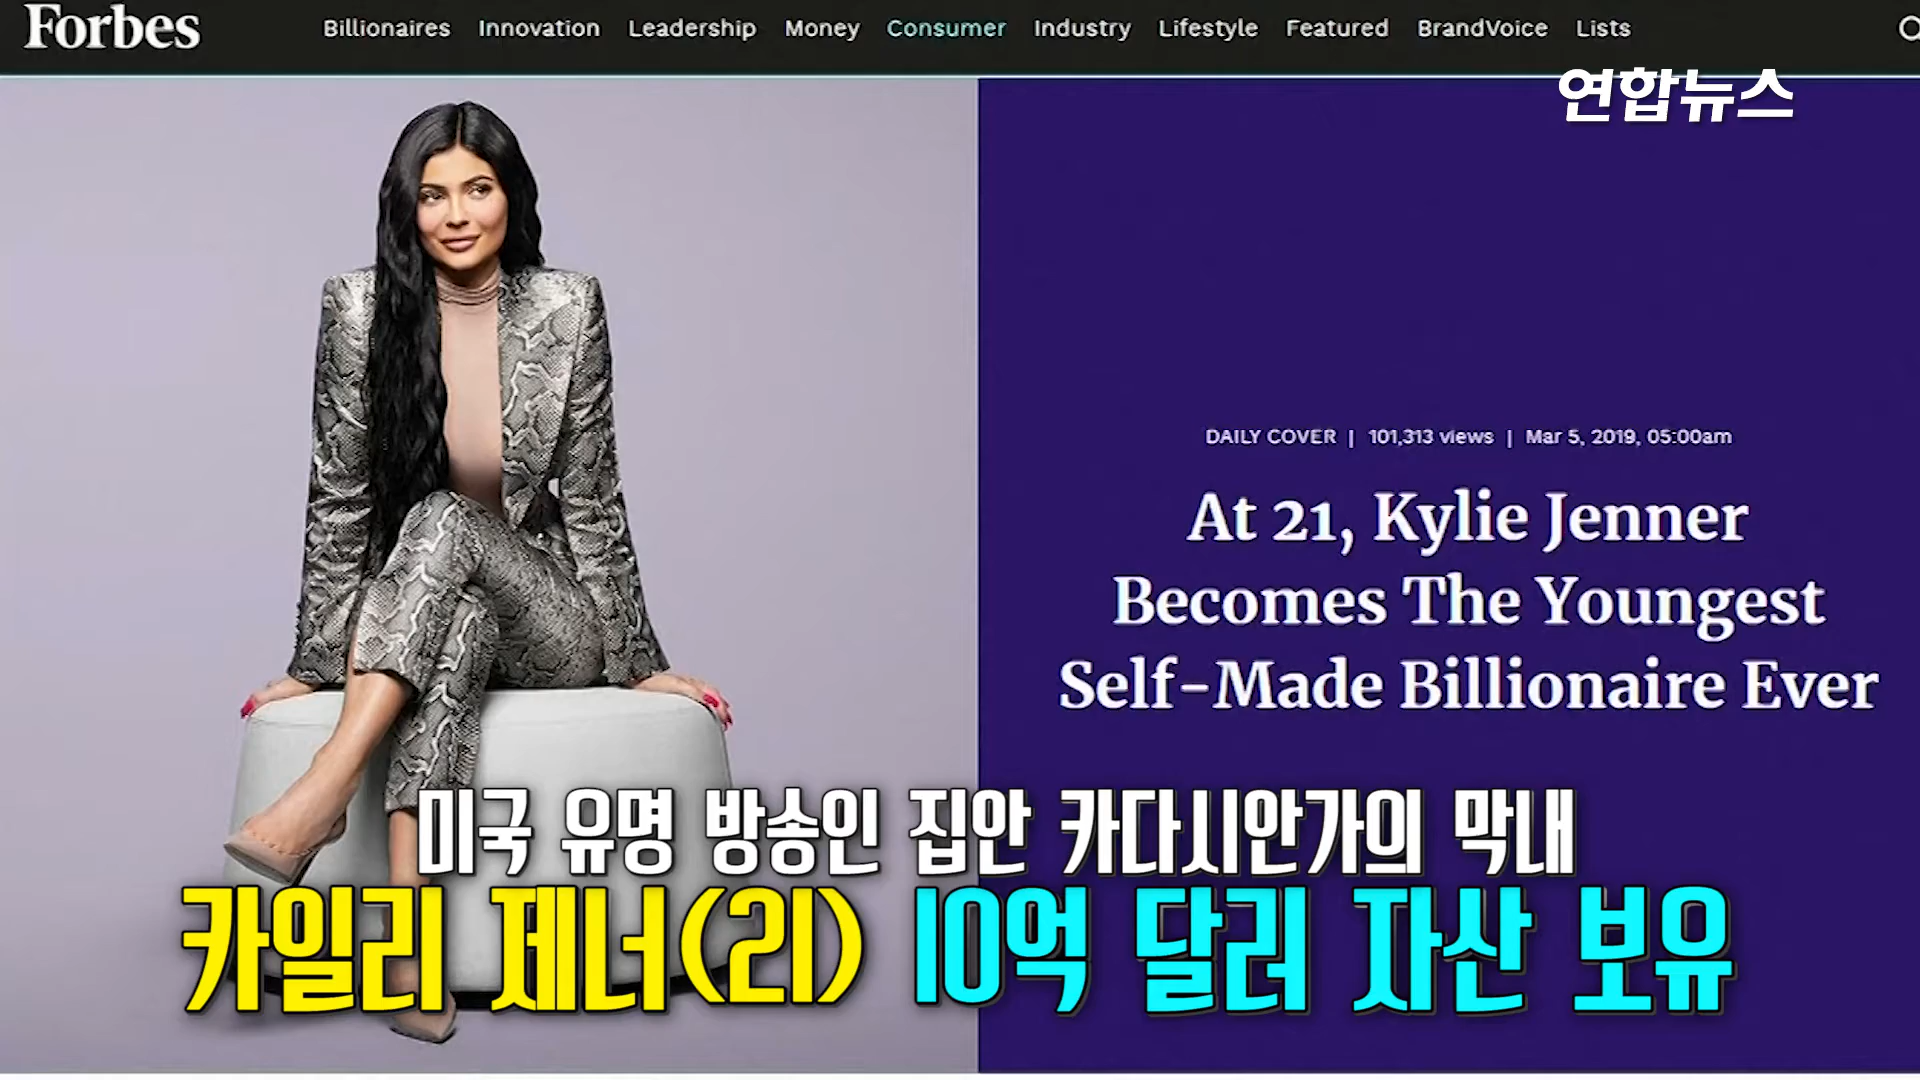 Forbes
Billionaires Innovation Leadership Money Consumer Industry Lifestyle Featured BrandVoice Lists
연합뉴스
DAILY COVER | 101,313 views | Mar 5, 2019, 05:00am
At 21, Kylie Jenner
Becomes The Youngest
Self-Made Billionaire Ever
미국 유명 방송인 집안 카다시안가의 막내
카일리 제너(21) 10억 달러 자산 보유